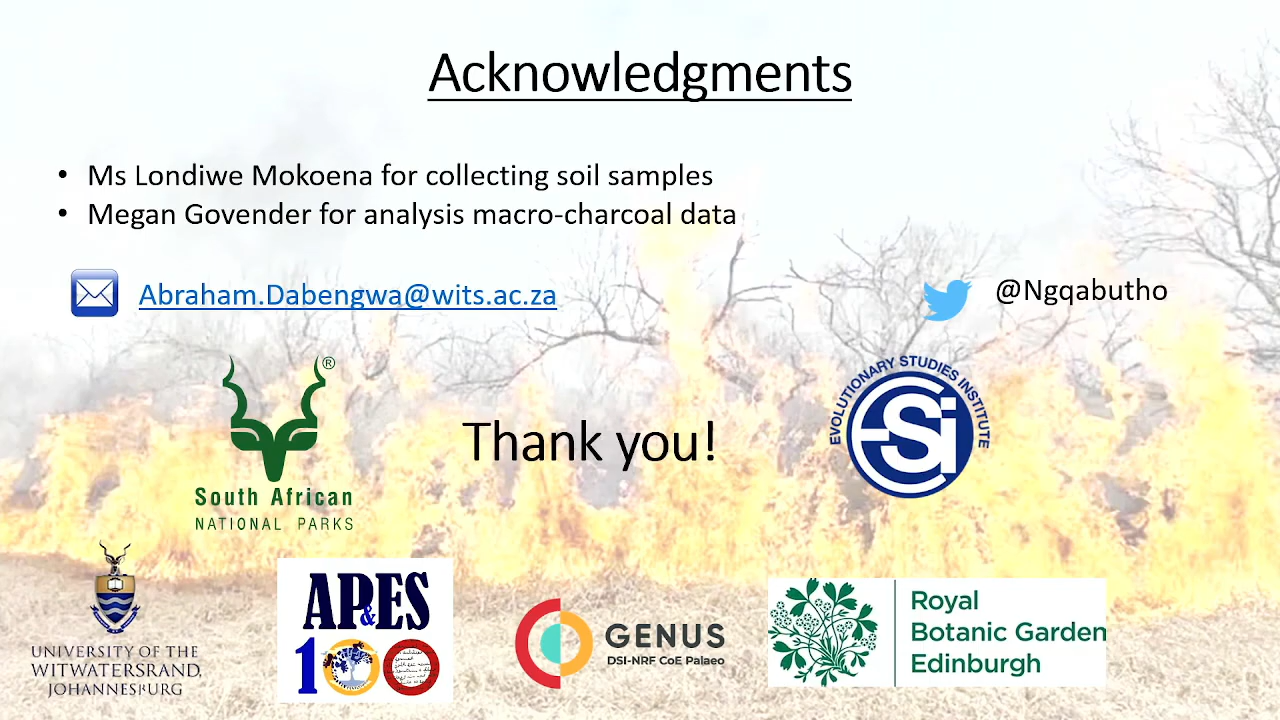 Acknowledgments
• Ms Londiwe Mokoena for collecting soil samples
• Megan Govender for analysis macro-charcoal data
Abraham.Dabengwa@wits.ac.za
@Ngqabutho
®
EVOLUTIONARY STUDIES INSTITUTE
ESi
Thank you!
South African
NATIONAL PARKS
UNIVERSITY OF THE
WITWATERSRAND,
JOHANNESBURG
AP&ES
100
GENUS
DSI-NRF CoE Palaeo
Royal
Botanic Garden
Edinburgh